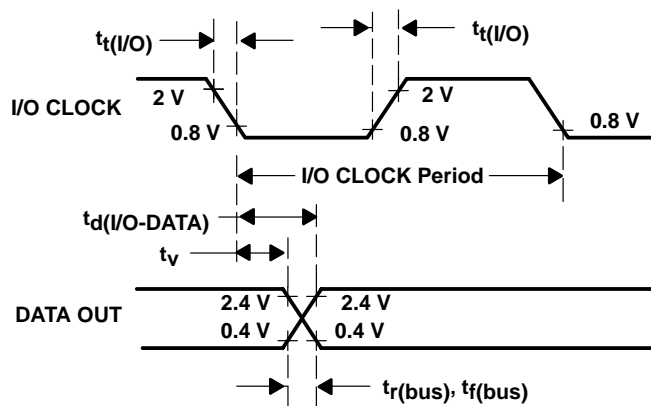 tt(I/O)
tt(I/O)
I/O CLOCK
2 V
2 V
0.8 V
0.8 V
0.8 V
I/O CLOCK Period
td(I/O-DATA)
tv
DATA OUT
2.4 V
2.4 V
0.4 V
0.4 V
tr(bus), tf(bus)